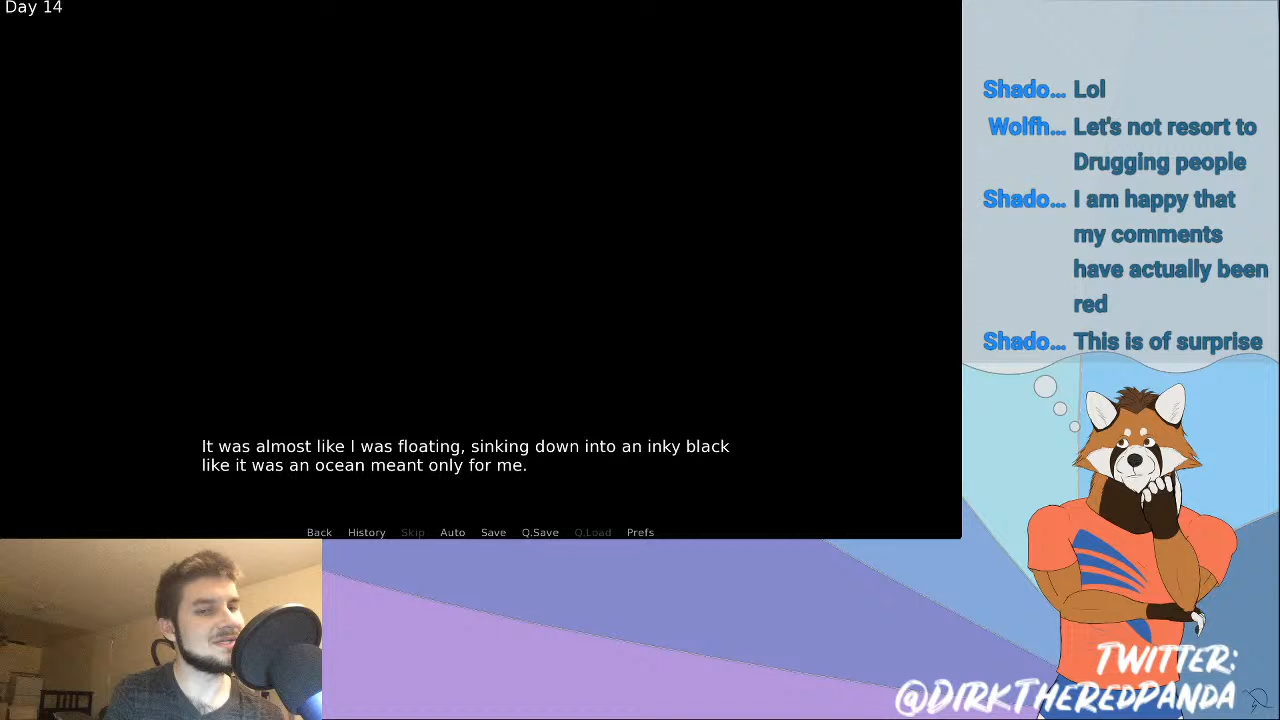 Day 14
It was almost like I was floating, sinking down into an inky black
like it was an ocean meant only for me.
Back History Skip Auto Save Q.Save Q.Load Prefs
Shado... Lol
Wolfh... Let's not resort to
Drugging people
Shado... I am happy that
my comments
have actually been
red
Shado... This is of surprise
TWITTER:
@DIRKTHEREDPANDA